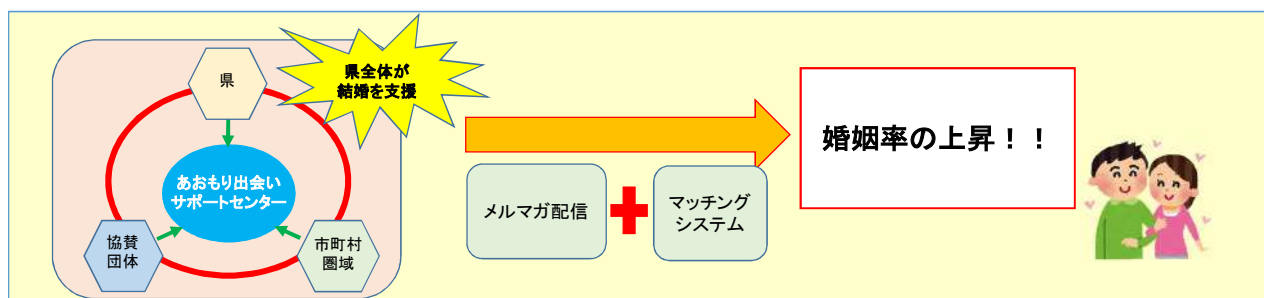 県
県全体が
結婚を支援
あおもり出会い
サポートセンター
協賛
団体
市町村
圏域
メルマガ配信
マッチング
システム
婚姻率の上昇！！